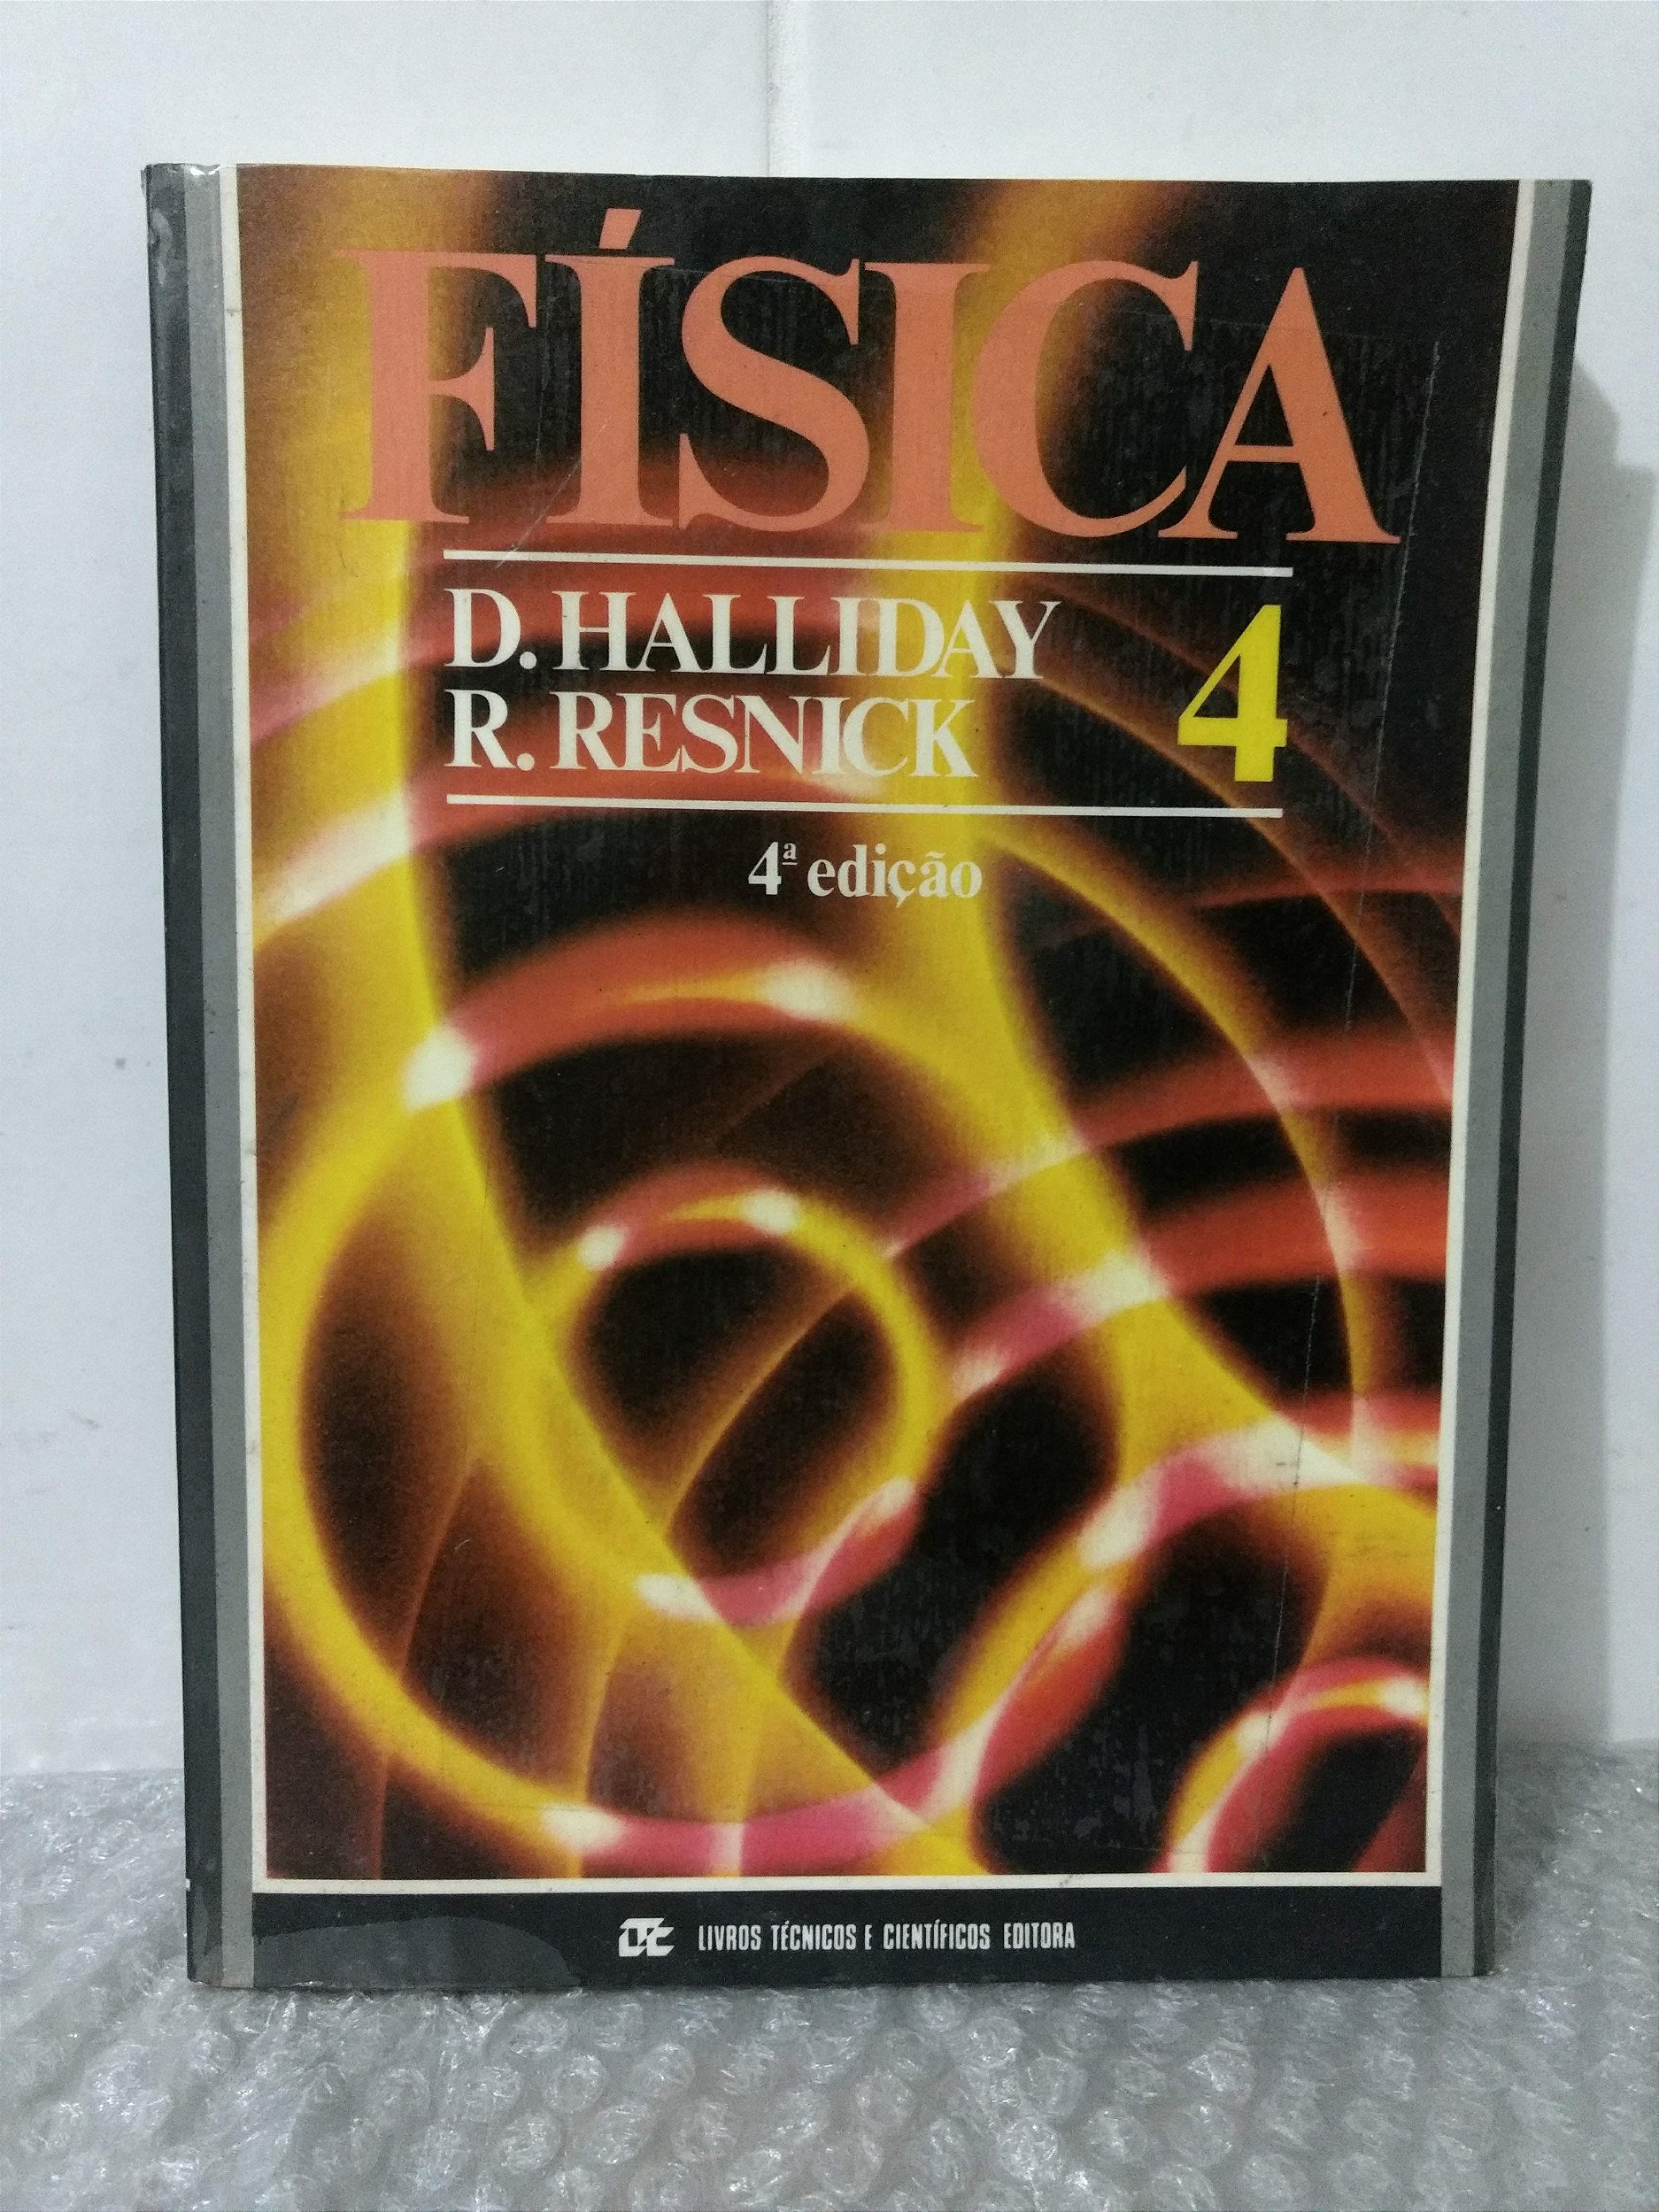 FÍSICA
D. HALLIDAY
R. RESNICK
4
4ª edição
LTC LIVROS TÉCNICOS E CIENTÍFICOS EDITORA